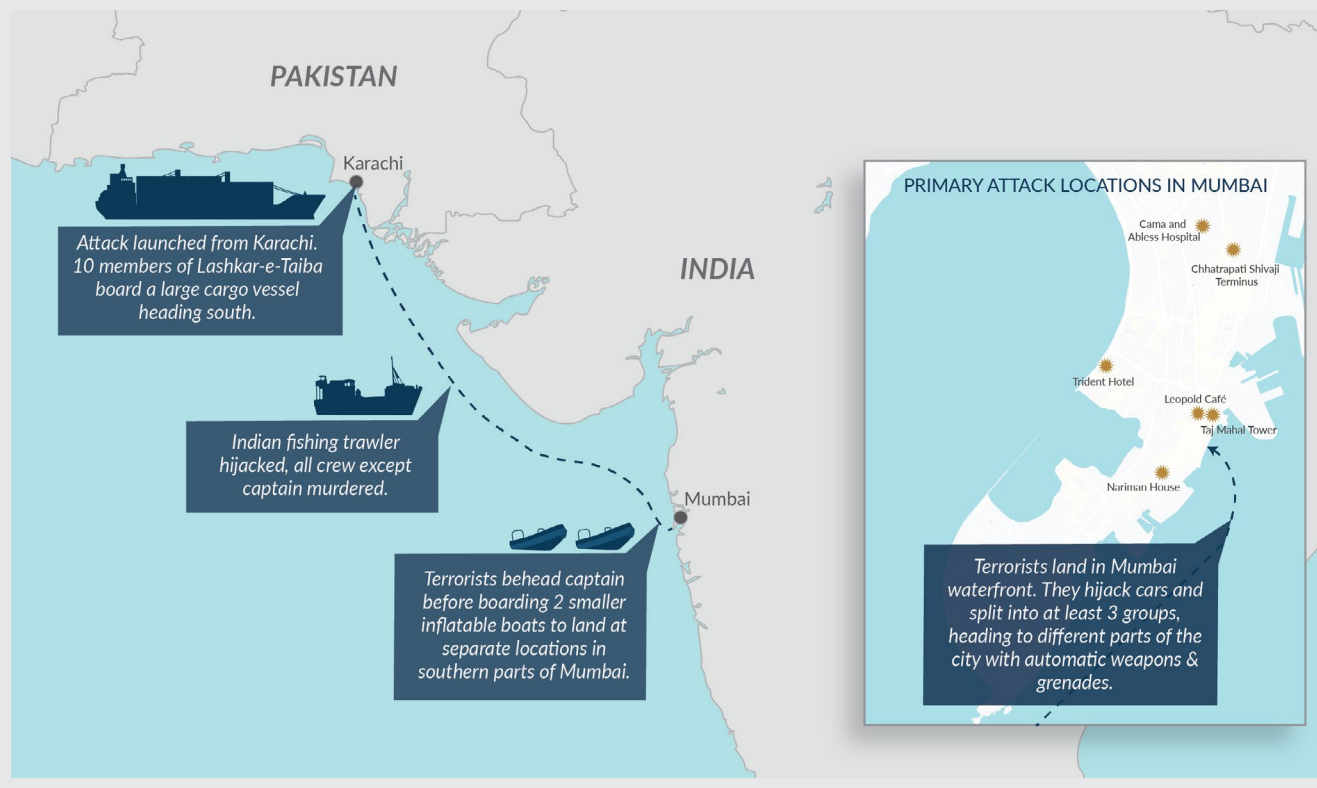 PAKISTAN
Karachi
Attack launched from Karachi.
10 members of Lashkar-e-Taiba
board a large cargo vessel
heading south.
INDIA
Indian fishing trawler
hijacked, all crew except
captain murdered.
Mumbai
Terrorists behead captain
before boarding 2 smaller
inflatable boats to land at
separate locations in
southern parts of Mumbai.
PRIMARY ATTACK LOCATIONS IN MUMBAI
Cama and
Abless Hospital
Chhatrapati Shivaji
Terminus
Trident Hotel
Leopold Café
Taj Mahal Tower
Nariman House
Terrorists land in Mumbai
waterfront. They hijack cars and
split into at least 3 groups,
heading to different parts of the
city with automatic weapons &
grenades.